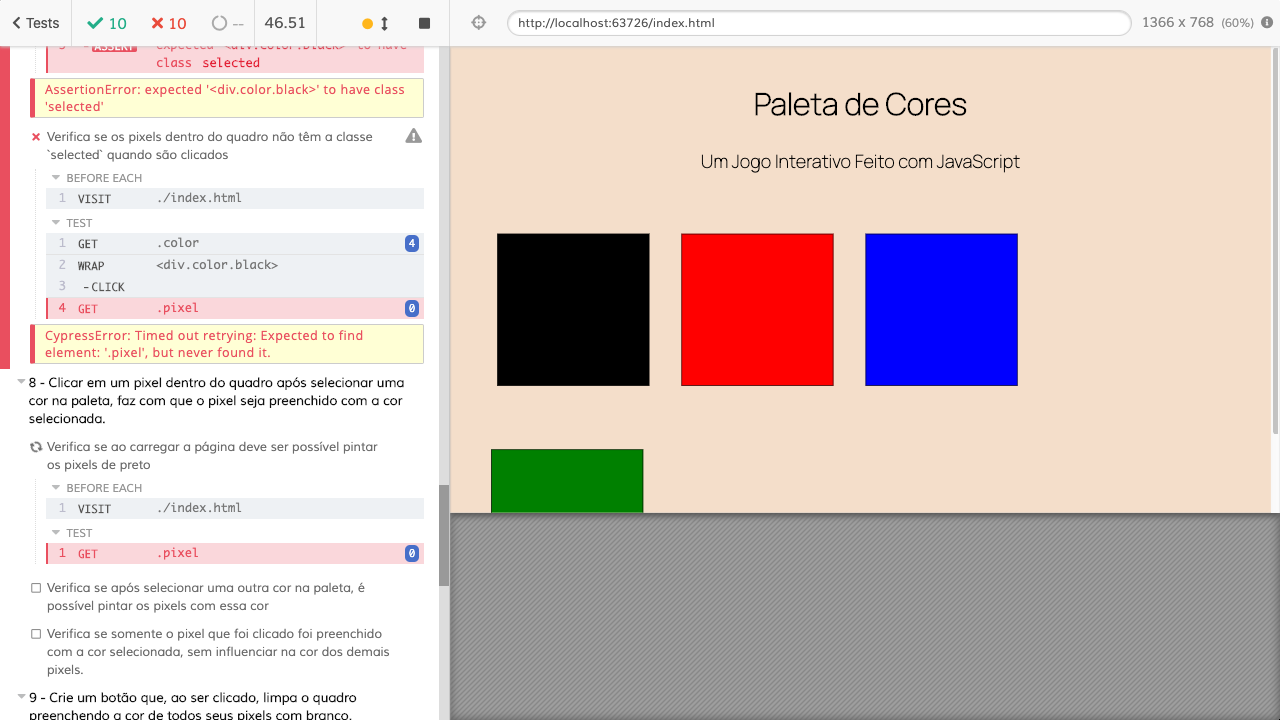 Tests
10
10
--
46.51
http://localhost:63726/index.html
1366 x 768 (60%)
3 -ASSERT expected <div.color.black> to have
class selected
AssertionError: expected '<div.color.black>' to have class
'selected'
Verifica se os pixels dentro do quadro não têm a classe
`selected` quando são clicados
BEFORE EACH
1 VISIT ./index.html
TEST
1 GET .color 4
2 WRAP <div.color.black>
3 -CLICK
4 GET .pixel 0
CypressError: Timed out retrying: Expected to find
element: '.pixel', but never found it.
8 - Clicar em um pixel dentro do quadro após selecionar uma
cor na paleta, faz com que o pixel seja preenchido com a cor
selecionada.
Verifica se ao carregar a página deve ser possível pintar
os pixels de preto
BEFORE EACH
1 VISIT ./index.html
TEST
1 GET .pixel 0
Verifica se após selecionar uma outra cor na paleta, é
possível pintar os pixels com essa cor
Verifica se somente o pixel que foi clicado foi preenchido
com a cor selecionada, sem influenciar na cor dos demais
pixels.
9 - Crie um botão que, ao ser clicado, limpa o quadro
preenchendo a cor de todos seus pixels com branco.
Paleta de Cores
Um Jogo Interativo Feito com JavaScript